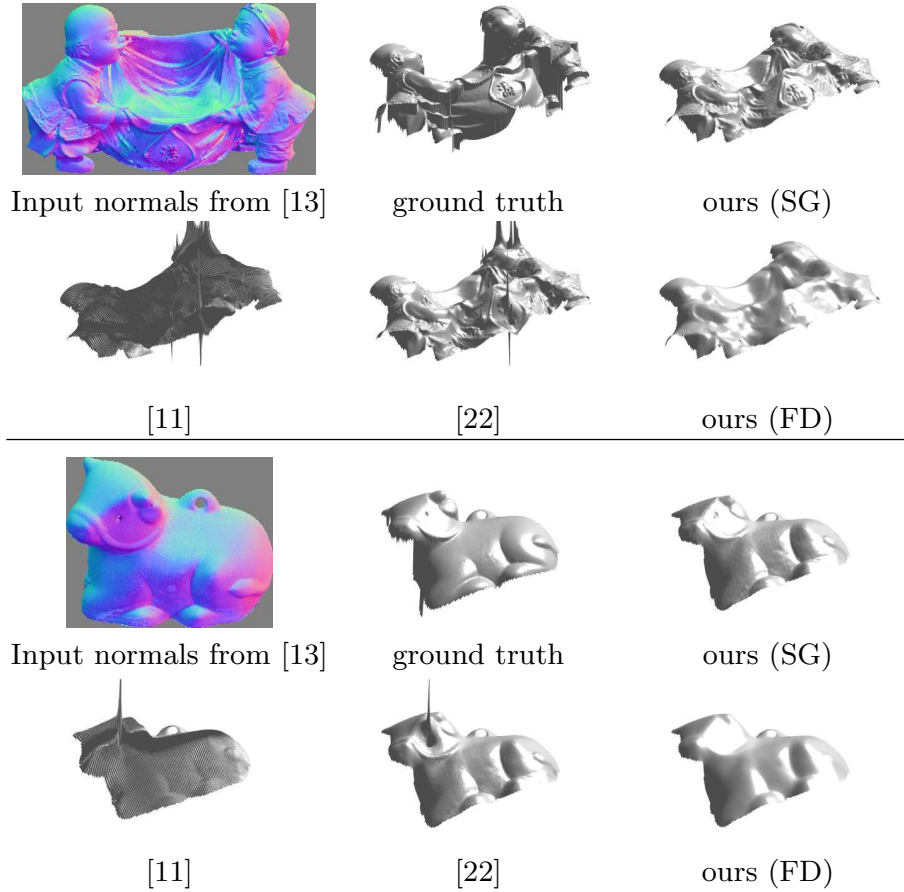 Input normals from [13] ground truth ours (SG)
[11] [22] ours (FD)
Input normals from [13] ground truth ours (SG)
[11] [22] ours (FD)